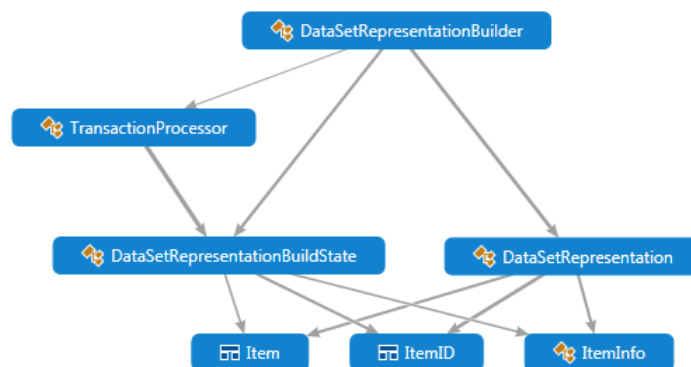 DataSetRepresentationBuilder
TransactionProcessor
DataSetRepresentationBuildState
DataSetRepresentation
Item
ItemID
ItemInfo